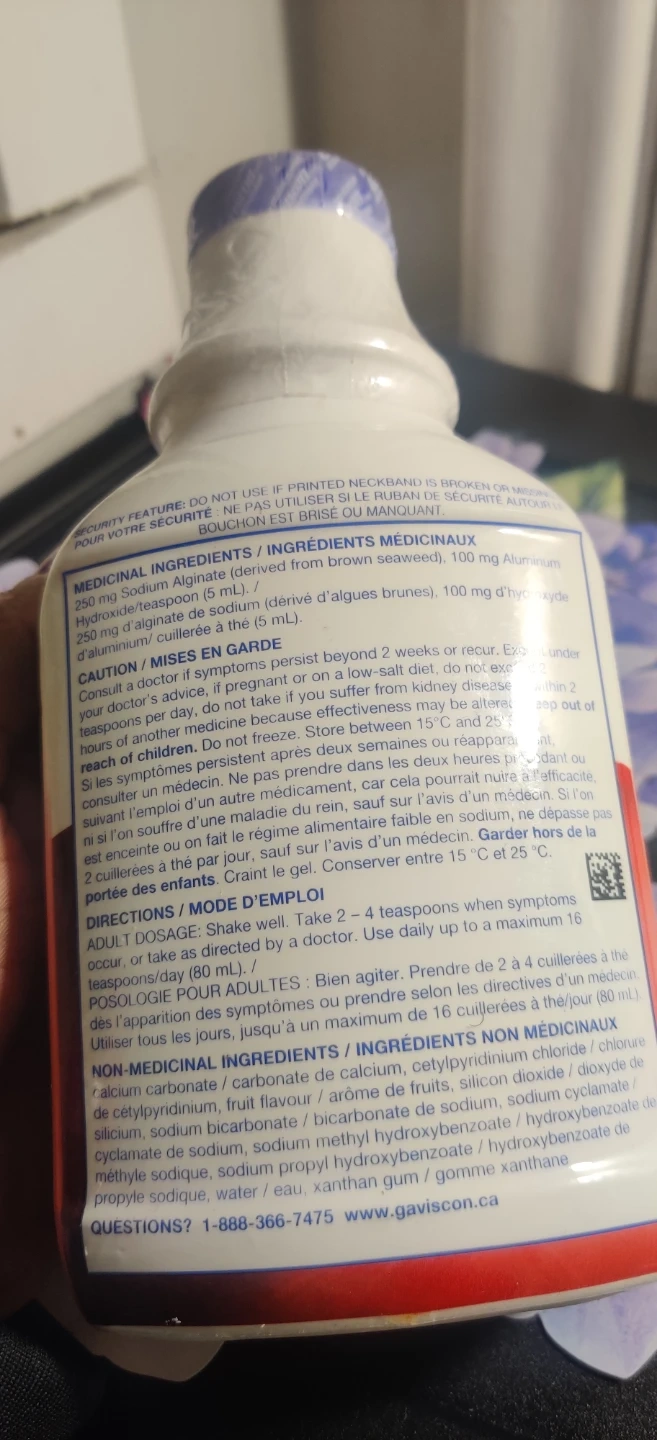 SECURITY FEATURE: DO NOT USE IF PRINTED NECKBAND IS BROKEN OR
POUR VOTRE SÉCURITÉ : NE PAS UTILISER SI LE RUBAN DE SÉCURITÉ AUTOUR
BOUCHON EST BRISÉ OU MANQUANT.
MEDICINAL INGREDIENTS / INGRÉDIENTS MÉDICINAUX
250 mg Sodium Alginate (derived from brown seaweed), 100 mg Aluminum
Hydroxide/teaspoon (5 mL). /
250 mg d'alginate de sodium (dérivé d'algues brunes), 100 mg
d'aluminium/ cuillerée à thé (5 mL).
CAUTION / MISES EN GARDE
Consult a doctor if symptoms persist beyond 2 weeks or recur. under
your doctor's advice, if pregnant or on a low-salt diet, do not 2
teaspoons per day, do not take if you suffer from kidney disease 2
hours of another medicine because effectiveness may be out of
reach of children. Do not freeze. Store between 15°C and
Si les symptômes persistent après deux semaines ou
consulter un médecin. Ne pas prendre dans les deux heures ou
suivant l'emploi d'un autre médicament, car cela pourrait nuire à l'efficacité,
ni si l'on souffre d'une maladie du rein, sauf sur l'avis d'un médecin. Si l'on
est enceinte ou on fait le régime alimentaire faible en sodium, ne dépasse pas
2 cuillerées à thé par jour, sauf sur l'avis d'un médecin. Garder hors de la
portée des enfants. Craint le gel. Conserver entre 15 °C et 25 °C.
DIRECTIONS / MODE D'EMPLOI
ADULT DOSAGE: Shake well. Take 2 – 4 teaspoons when symptoms
occur, or take as directed by a doctor. Use daily up to a maximum 16
teaspoons/day (80 mL). /
POSOLOGIE POUR ADULTES : Bien agiter. Prendre de 2 à 4 cuillerées à thé
dès l'apparition des symptômes ou prendre selon les directives d'un médecin.
Utiliser tous les jours, jusqu'à un maximum de 16 cuillerées à thé/jour (80 mL).
NON-MEDICINAL INGREDIENTS / INGRÉDIENTS NON MÉDICINAUX
calcium carbonate / carbonate de calcium, cetylpyridinium chloride / chlorure
de cétylpyridinium, fruit flavour / arôme de fruits, silicon dioxide / dioxyde de
silicium, sodium bicarbonate / bicarbonate de sodium, sodium cyclamate /
cyclamate de sodium, sodium methyl hydroxybenzoate / hydroxybenzoate de
méthyle sodique, sodium propyl hydroxybenzoate / hydroxybenzoate de
propyle sodique, water / eau, xanthan gum / gomme xanthane
QUESTIONS? 1-888-366-7475 www.gaviscon.ca